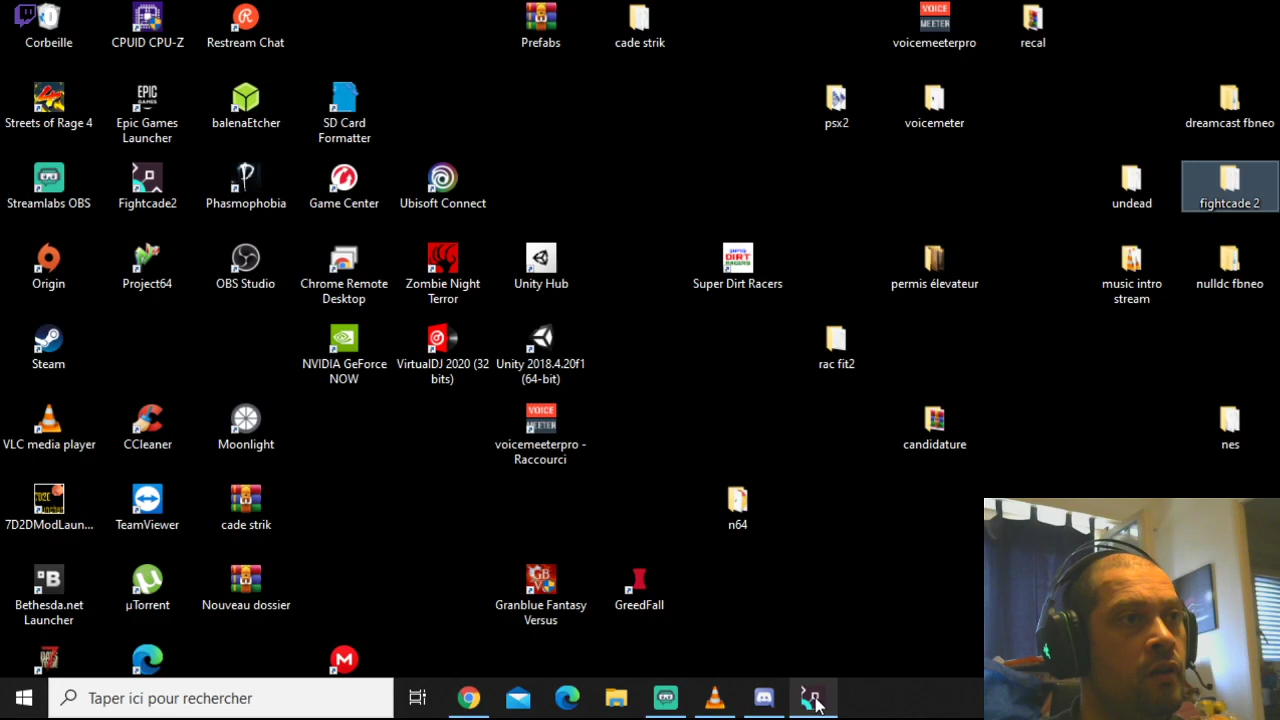 Corbeille
CPUID CPU-Z
Restream Chat
Prefabs
cade strik
VOICE
MEETER
voicemeeterpro
recal
Streets of Rage 4
EPIC
GAMES
Epic Games
Launcher
balenaEtcher
SD Card
Formatter
psx2
voicemeter
dreamcast fbneo
Streamlabs OBS
Fightcade2
Phasmophobia
Game Center
Ubisoft Connect
undead
fightcade 2
Origin
Project64
OBS Studio
Chrome Remote
Desktop
Zombie Night
Terror
Unity Hub
DIRT
Super Dirt Racers
permis élevateur
music intro
stream
nulldc fbneo
Steam
NVIDIA GeForce
NOW
VirtualDJ 2020 (32
bits)
Unity 2018.4.20f1
(64-bit)
rac fit2
VLC media player
CCleaner
Moonlight
VOICE
MEETER
voicemeeterpro -
Raccourci
candidature
nes
7D2DModLaun...
TeamViewer
cade strik
n64
B
Bethesda.net
Launcher
µTorrent
Nouveau dossier
Granblue Fantasy
Versus
GreedFall
Taper ici pour rechercher